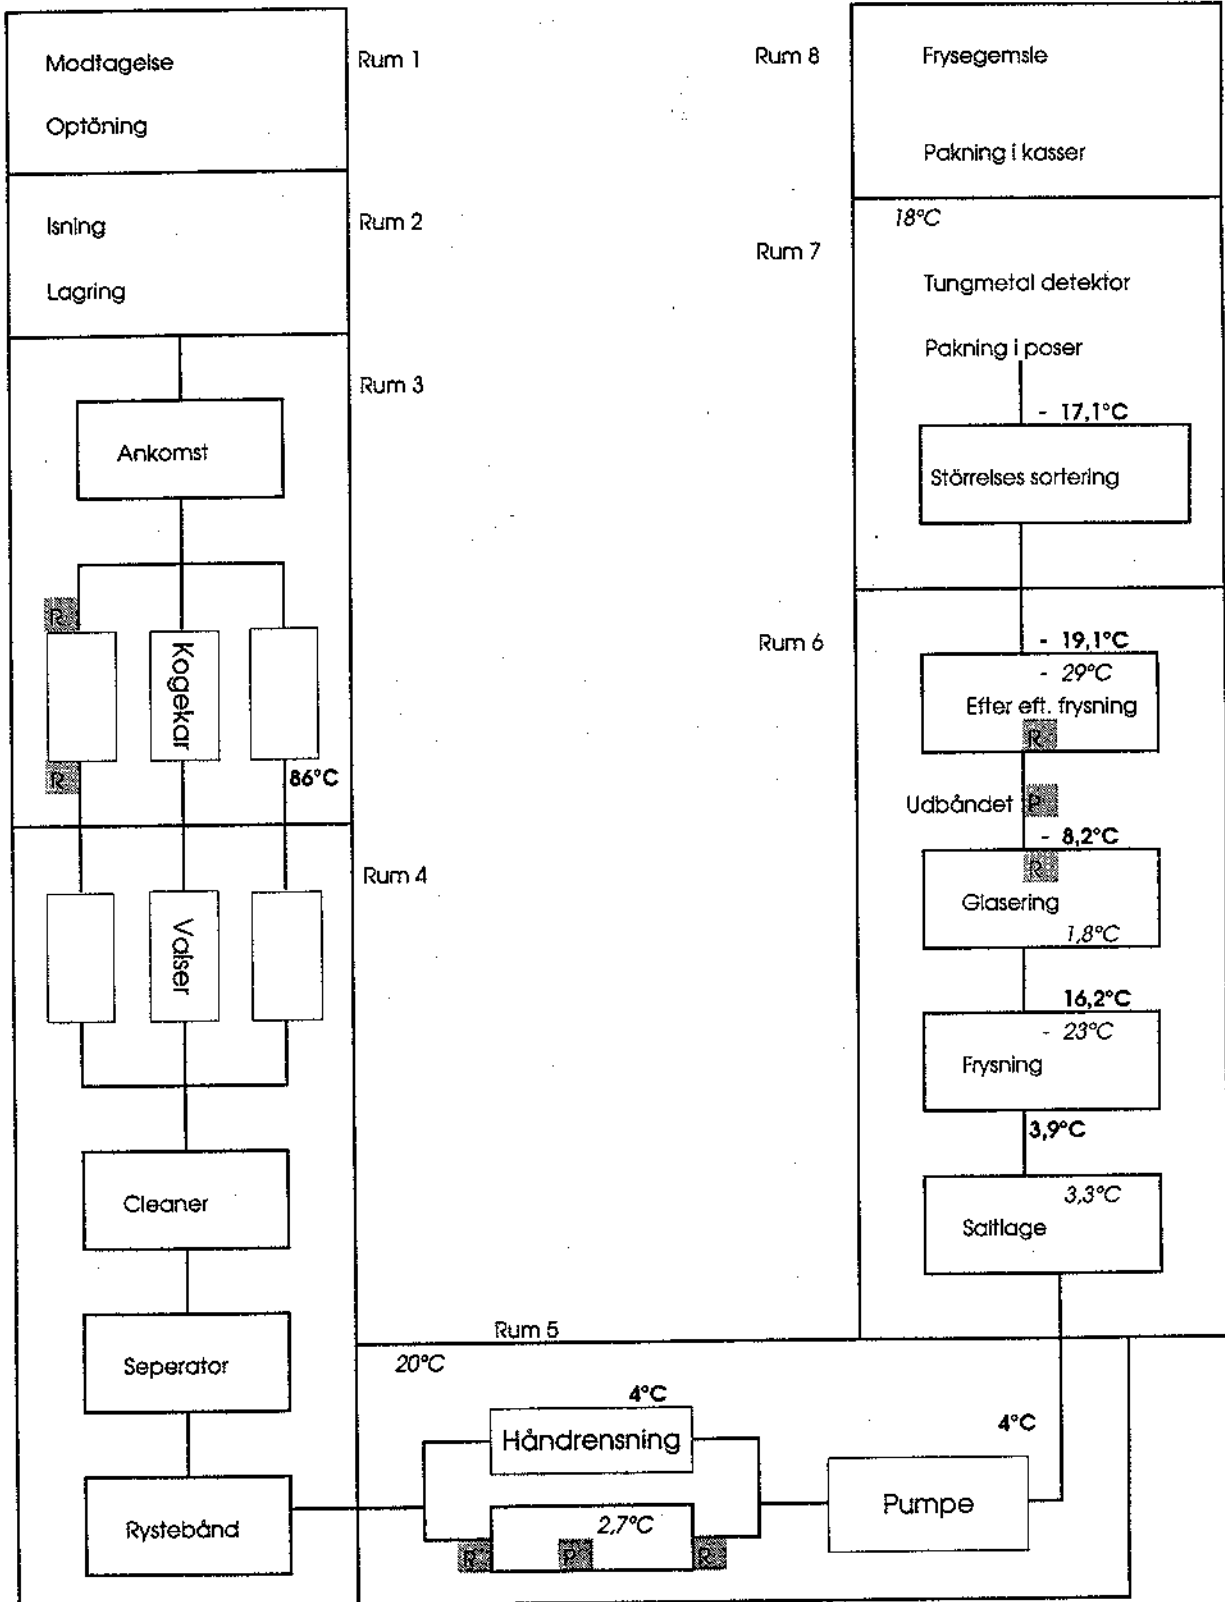 Modtagelse
Optöning
Rum 1
Isning
Lagring
Rum 2
Rum 3
Ankomst
R
Kogekar
R
86°C
Rum 4
Valser
Cleaner
Seperator
Rystebånd
Rum 5
20°C
4°C
Håndrensning
2,7°C
R
P
R
Pumpe
4°C
Rum 8
Frysegemsle
Pakning i kasser
18°C
Rum 7
Tungmetal detektor
Pakning i poser
- 17,1°C
Störrelses sortering
Rum 6
- 19,1°C
- 29°C
Efter eft. frysning
R
Udbåndet P
- 8,2°C
R
Glasering
1,8°C
16,2°C
- 23°C
Frysning
3,9°C
3,3°C
Saltlage